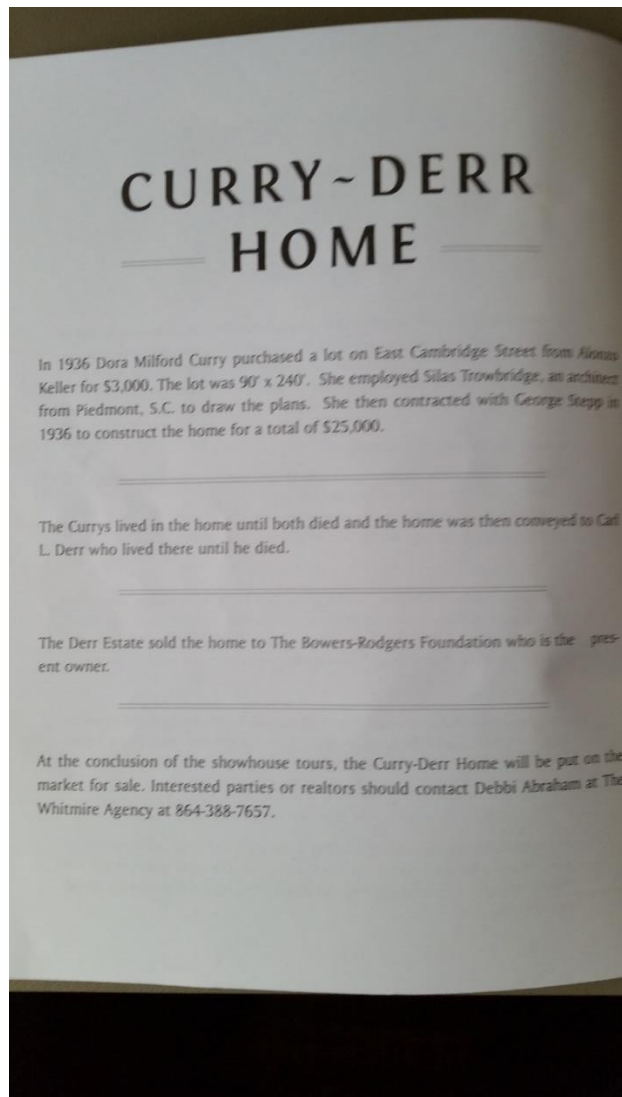 CURRY~DERR
HOME
In 1936 Dora Milford Curry purchased a lot on East Cambridge Street from
Keller for $3,000. The lot was 90' x 240'. She employed Silas Trowbridge, an architect
from Piedmont, S.C. to draw the plans. She then contracted with George Stepp in
1936 to construct the home for a total of $25,000.
The Currys lived in the home until both died and the home was then conveyed to Carl
L. Derr who lived there until he died.
The Derr Estate sold the home to The Bowers-Rodgers Foundation who is the pres-
ent owner.
At the conclusion of the showhouse tours, the Curry-Derr Home will be put on the
market for sale. Interested parties or realtors should contact Debbi Abraham at The
Whitmire Agency at 864-388-7657.